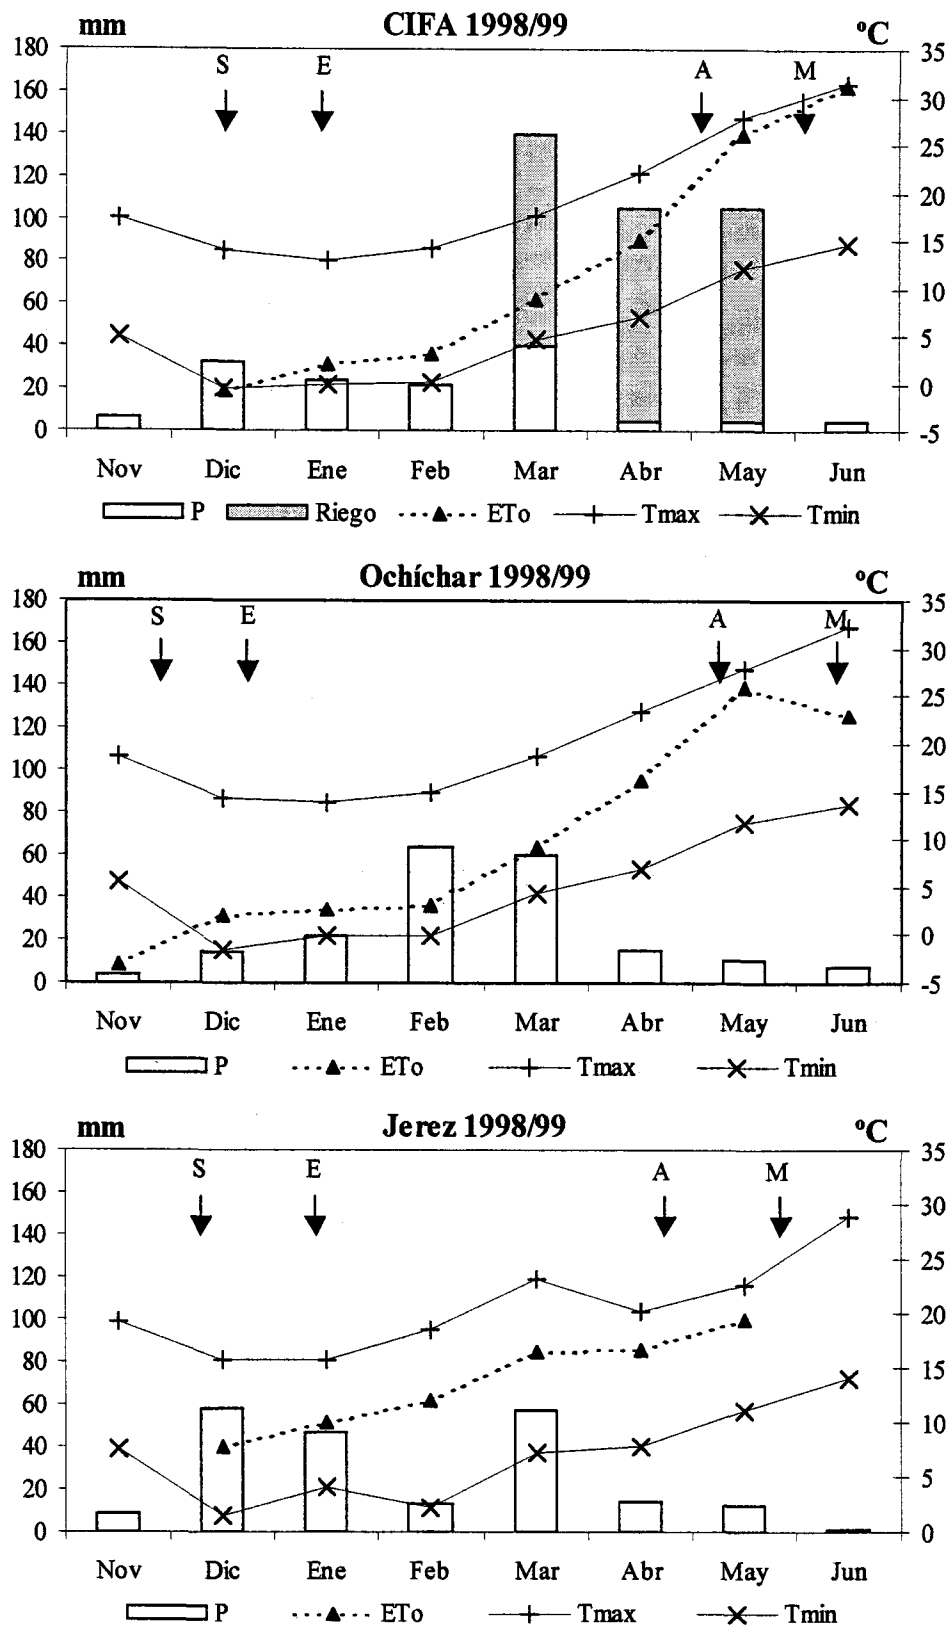 mm CIFA 1998/99 ºC
180 35
S E A M
160 30
140 25
120 20
100 15
80 10
60 5
40 0
20 -5
0
Nov Dic Ene Feb Mar Abr May Jun
P Riego ETo Tmax Tmin
mm Ochíchar 1998/99 ºC
180 35
S E A M
160 30
140 25
120 20
100 15
80 10
60 5
40 0
20 -5
0
Nov Dic Ene Feb Mar Abr May Jun
P ETo Tmax Tmin
mm Jerez 1998/99 ºC
180 35
S E A M
160 30
140 25
120 20
100 15
80 10
60 5
40 0
20
0
Nov Dic Ene Feb Mar Abr May Jun
P ETo Tmax Tmin